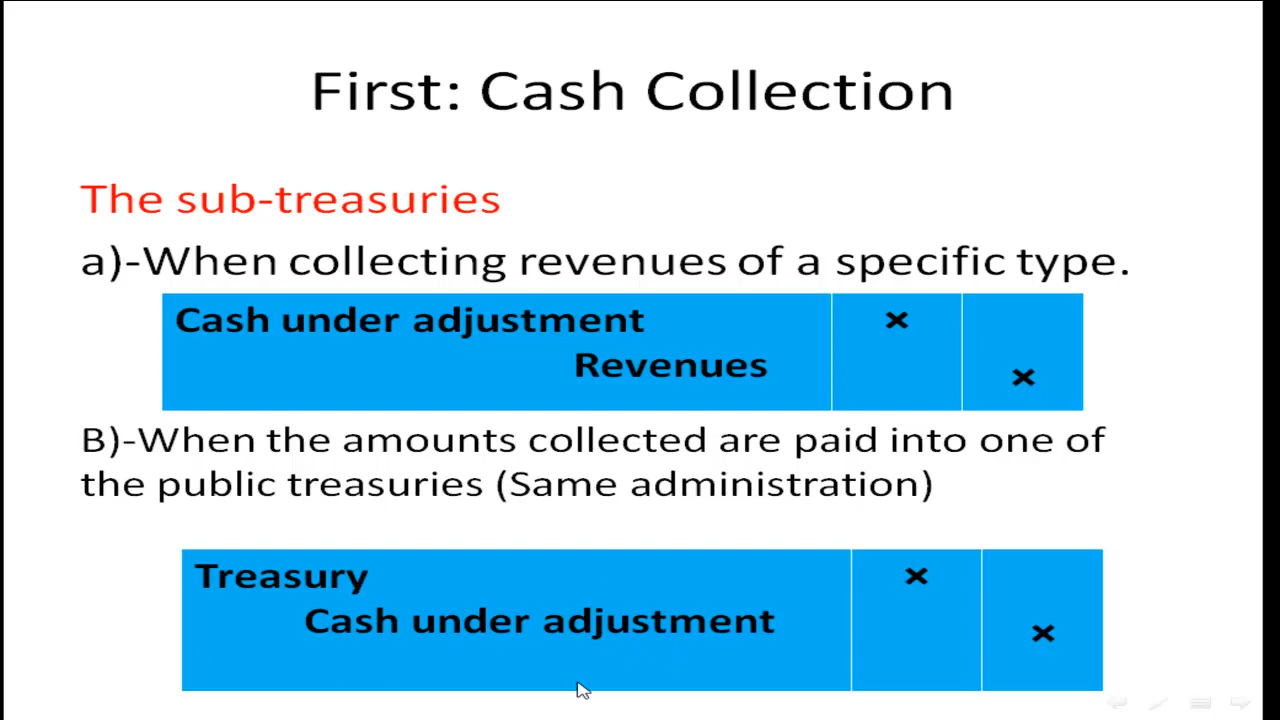 First: Cash Collection
The sub-treasuries
a)-When collecting revenues of a specific type.
Cash under adjustment ×
Revenues ×
B)-When the amounts collected are paid into one of
the public treasuries (Same administration)
Treasury ×
Cash under adjustment ×